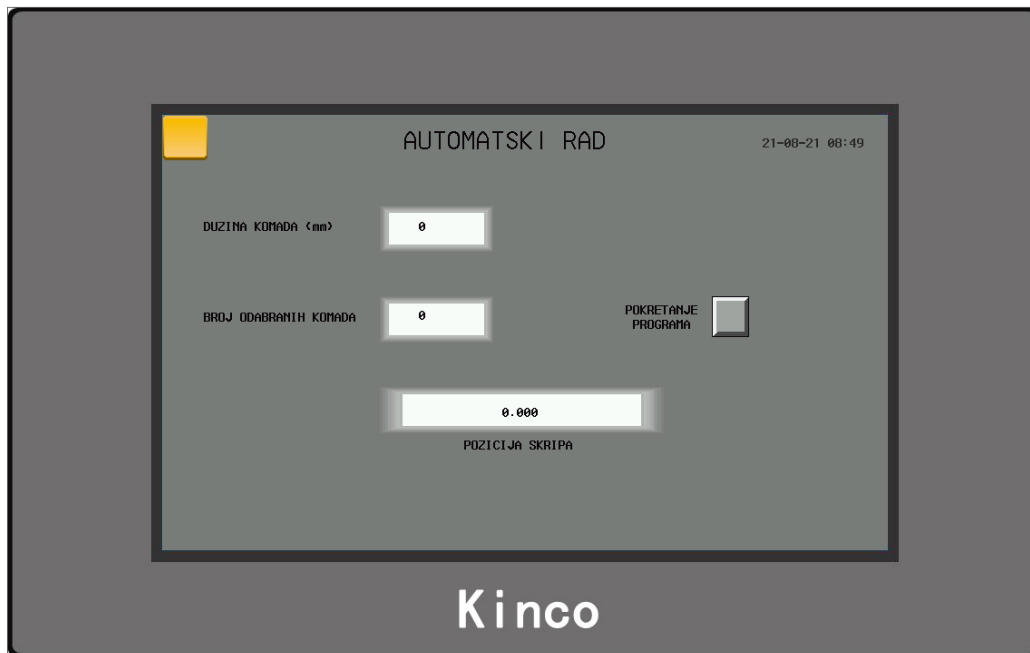 AUTOMATSKI RAD
21-08-21 08:49
DUZINA KOMADA (mm)
0
BROJ ODABRANIH KOMADA
0
POKRETANJE
PROGRAMA
0.000
POZICIJA SKRIPA
Kinco